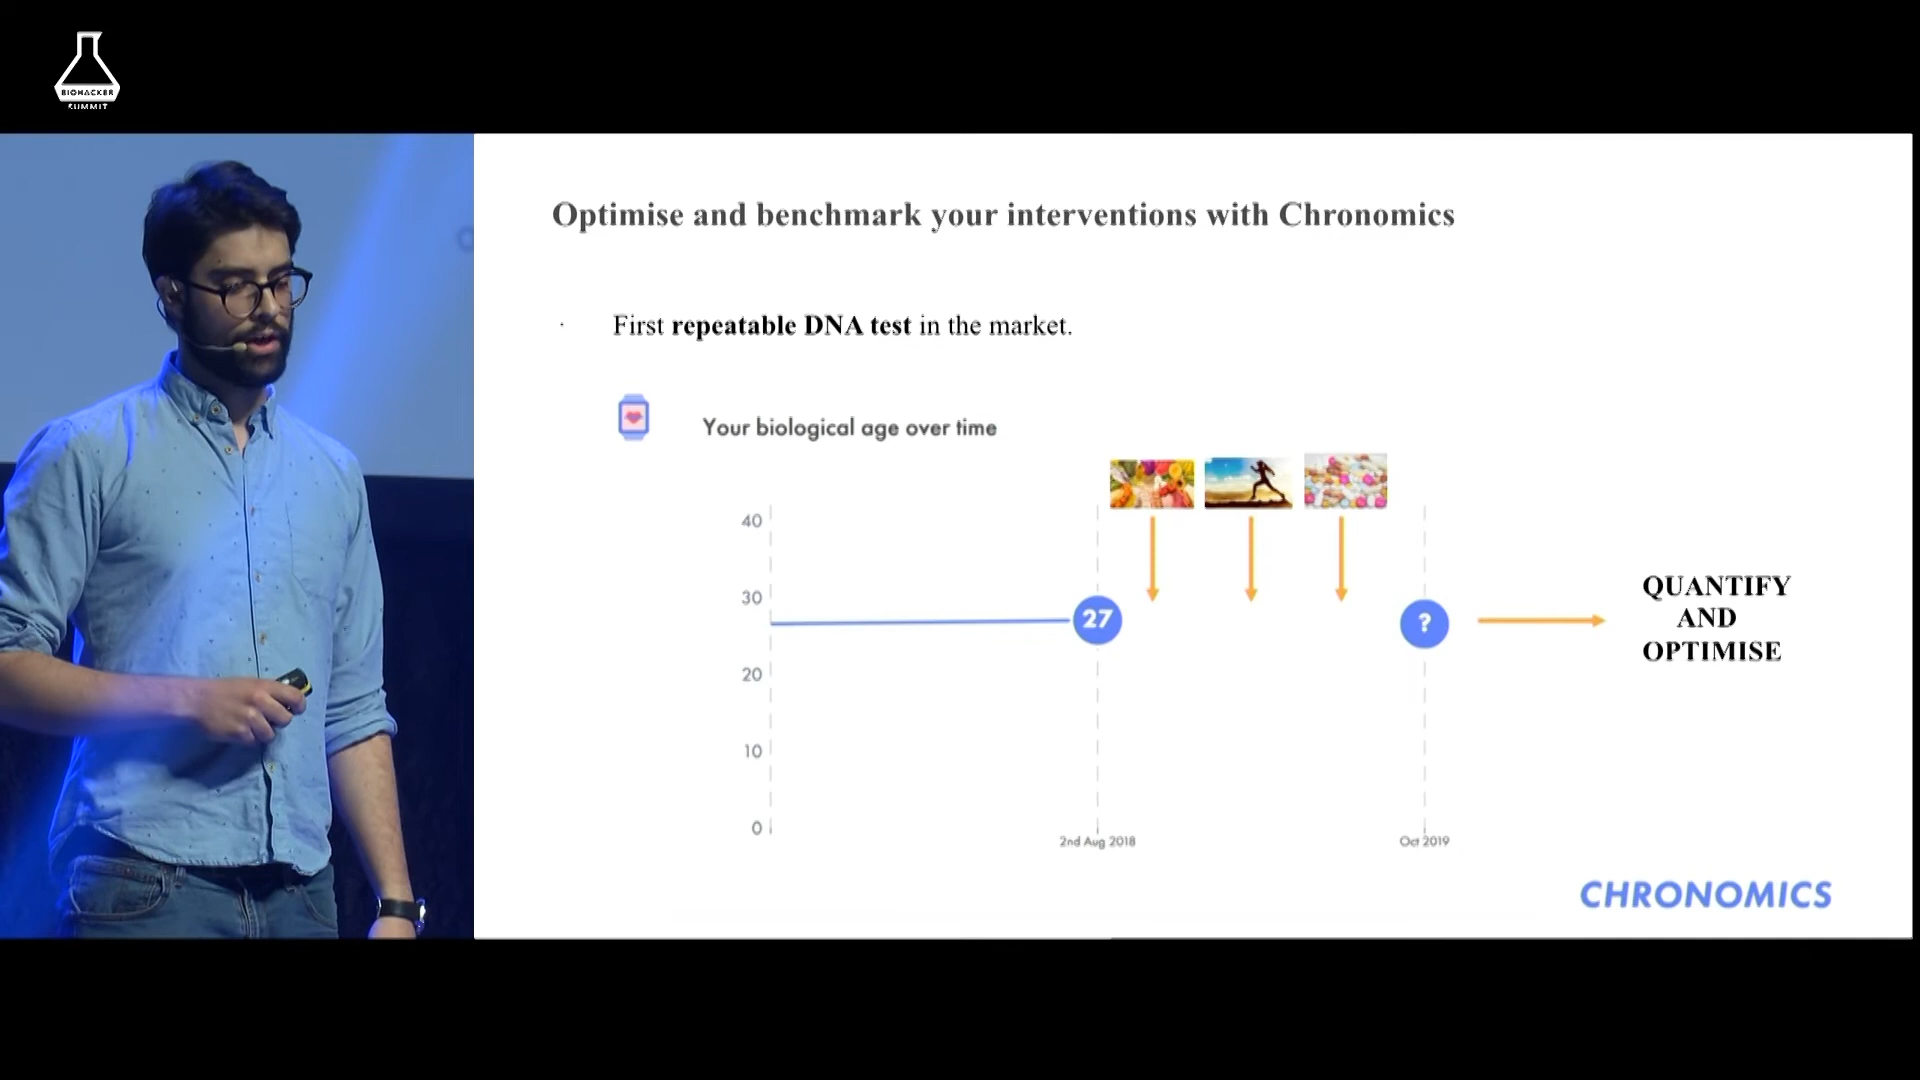 BIOHACKER
SUMMIT
Optimise and benchmark your interventions with Chronomics
· First repeatable DNA test in the market.
Your biological age over time
40
30
20
10
0
27
?
2nd Aug 2018
Oct 2019
QUANTIFY
AND
OPTIMISE
CHRONOMICS